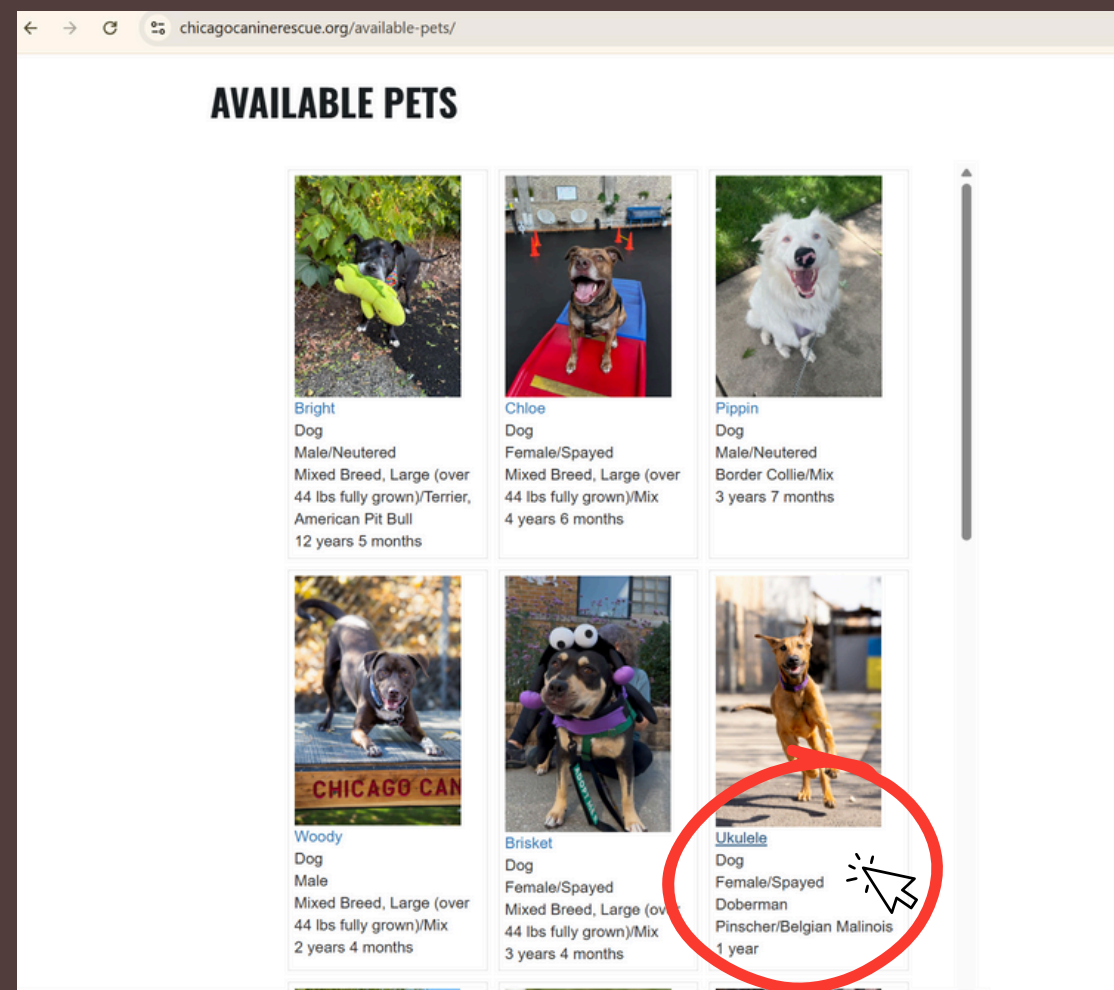 chicagocaninerescue.org/available-pets/
AVAILABLE PETS
Bright
Dog
Male/Neutered
Mixed Breed, Large (over
44 lbs fully grown)/Terrier,
American Pit Bull
12 years 5 months
Chloe
Dog
Female/Spayed
Mixed Breed, Large (over
44 lbs fully grown)/Mix
4 years 6 months
Pippin
Dog
Male/Neutered
Border Collie/Mix
3 years 7 months
CHICAGO CAN
Woody
Dog
Male
Mixed Breed, Large (over
44 lbs fully grown)/Mix
2 years 4 months
ADOPT ME
Brisket
Dog
Female/Spayed
Mixed Breed, Large (over
44 lbs fully grown)/Mix
3 years 4 months
Ukulele
Dog
Female/Spayed
Doberman
Pinscher/Belgian Malinois
1 year